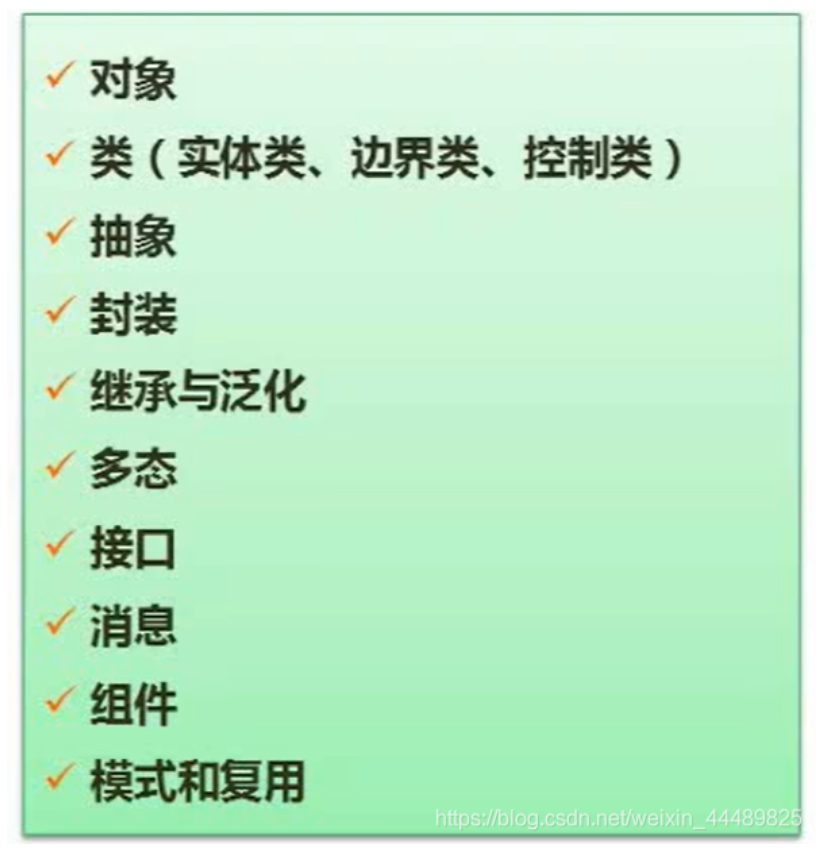 对象
类（实体类、边界类、控制类）
抽象
封装
继承与泛化
多态
接口
消息
组件
模式和复用
https://blog.csdn.net/weixin_44489825